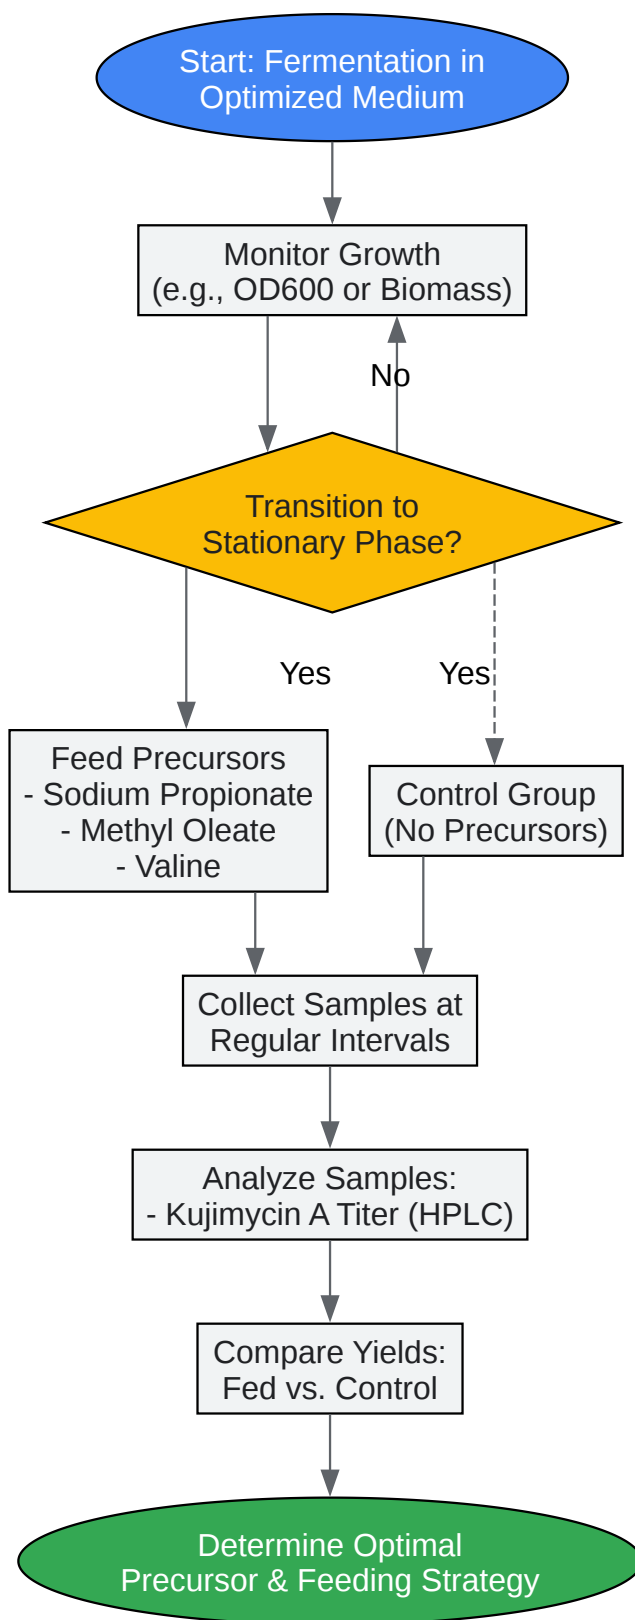 Start: Fermentation in
Optimized Medium
Monitor Growth
(e.g., OD600 or Biomass)
No
Transition to
Stationary Phase?
Yes
Yes
Feed Precursors
- Sodium Propionate
- Methyl Oleate
- Valine
Control Group
(No Precursors)
Collect Samples at
Regular Intervals
Analyze Samples:
- Kujimycin A Titer (HPLC)
Compare Yields:
Fed vs. Control
Determine Optimal
Precursor & Feeding Strategy